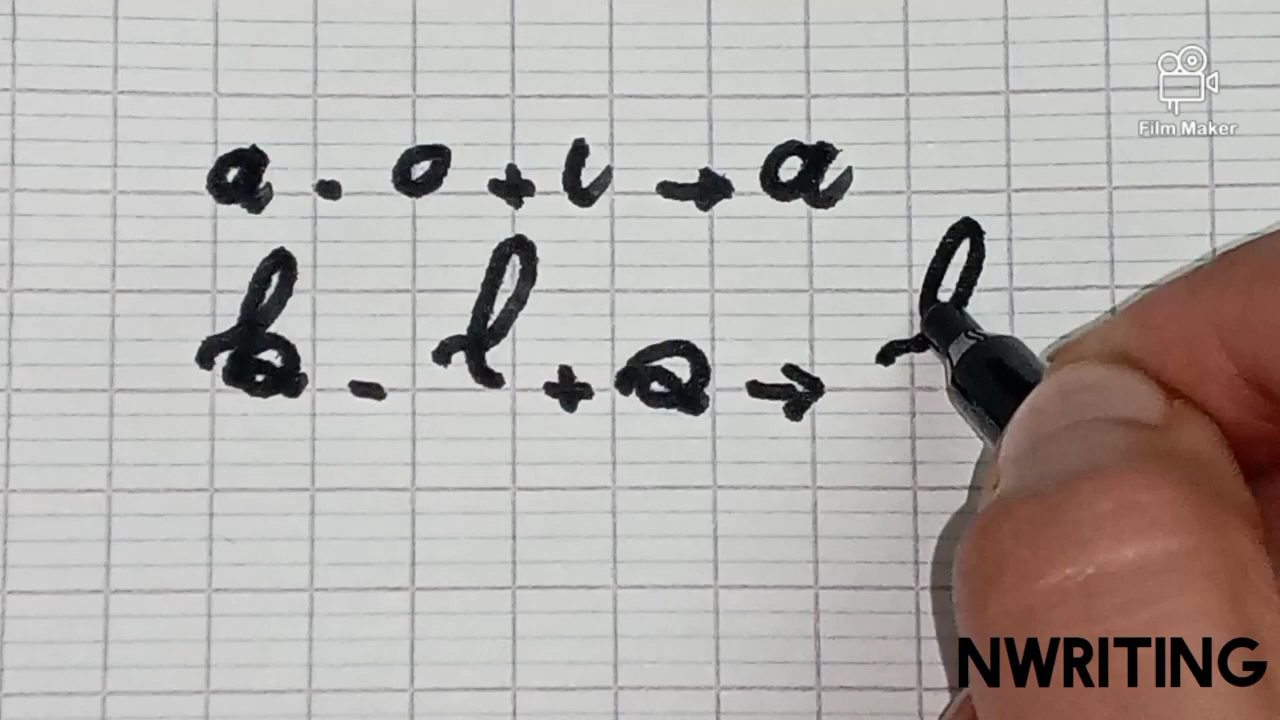 Film Maker
a . o + ι → a
b - l + ɑ → l
NWRITING